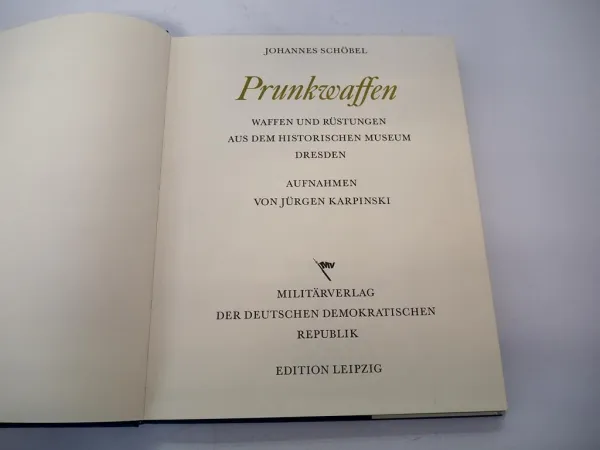 JOHANNES SCHÖBEL
Prunkwaffen
WAFFEN UND RÜSTUNGEN
AUS DEM HISTORISCHEN MUSEUM
DRESDEN
AUFNAHMEN
VON JÜRGEN KARPINSKI
MV
MILITÄRVERLAG
DER DEUTSCHEN DEMOKRATISCHEN
REPUBLIK
EDITION LEIPZIG